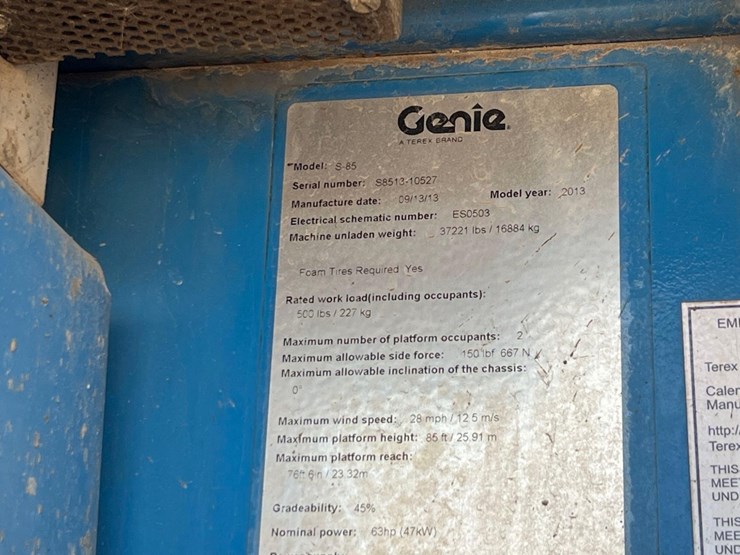 Genie
A TEREX BRAND
Model: S-85
Serial number: S8513-10527
Manufacture date: 09/13/13 Model year: 2013
Electrical schematic number: ES0503
Machine unladen weight: 37221 lbs / 16884 kg
Foam Tires Required Yes
Rated work load(including occupants):
500 lbs / 227 kg
Maximum number of platform occupants: 2
Maximum allowable side force: 150 lbf 667 N
Maximum allowable inclination of the chassis:
0°
Maximum wind speed: 28 mph / 12.5 m/s
Maximum platform height: 85 ft / 25.91 m
Maximum platform reach:
76ft 6in / 23.32m
Gradeability: 45%
Nominal power: 63hp (47kW)
EMI
Terex
Caler
Manu
http:/
Terex
THIS
MEE
UND
THIS
MEE
UND